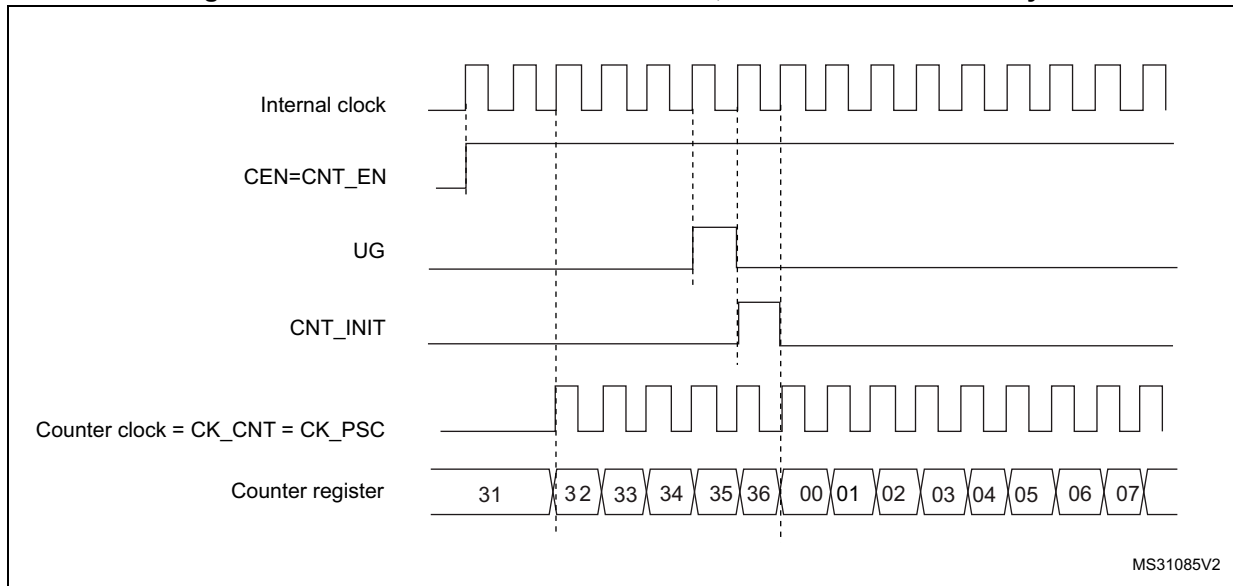 Internal clock
CEN=CNT_EN
UG
CNT_INIT
Counter clock = CK_CNT = CK_PSC
Counter register 31 32 33 34 35 36 00 01 02 03 04 05 06 07
MS31085V2